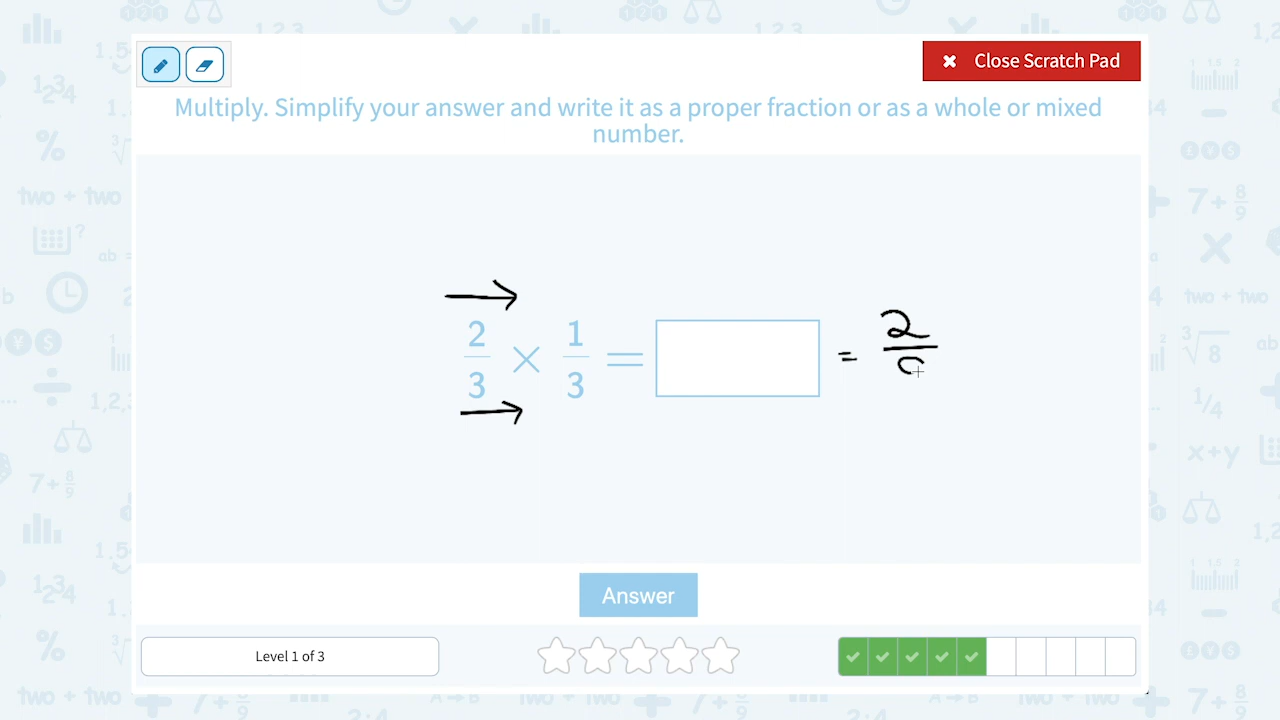 Close Scratch Pad
Multiply. Simplify your answer and write it as a proper fraction or as a whole or mixed
number.
2/3 × 1/3 = = 2/
Answer
Level 1 of 3